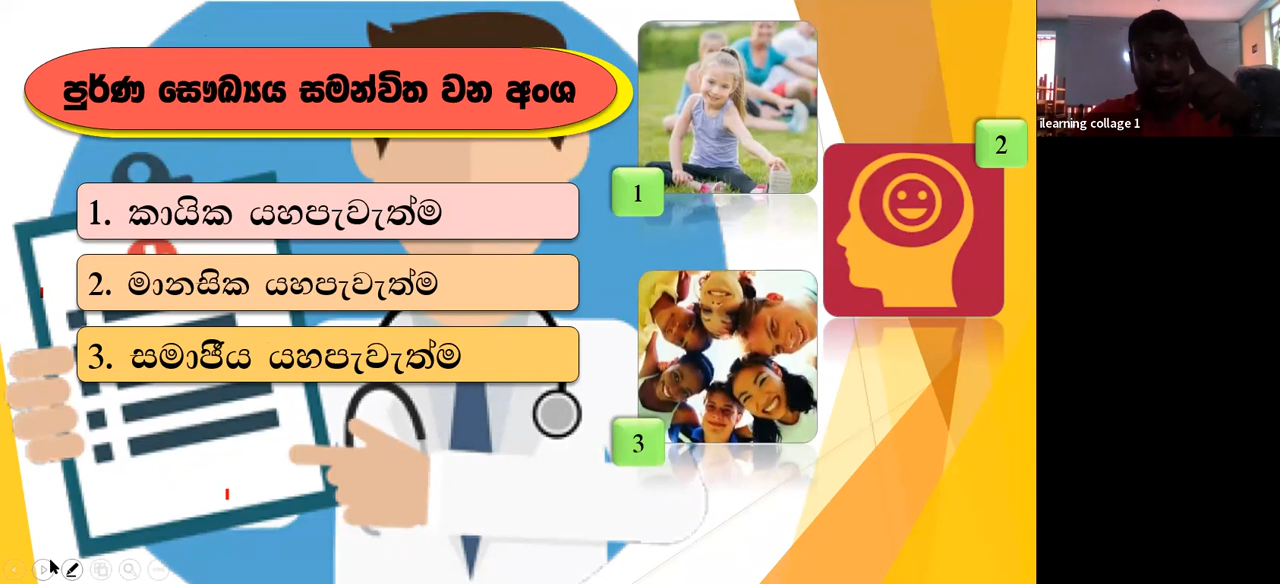 පූර්ණ සෞඛ්‍යය සමන්විත වන අංශ
1. කායික යහපැවැත්ම
2. මානසික යහපැවැත්ම
3. සමාජීය යහපැවැත්ම
1
2
3
ilearning collage 1